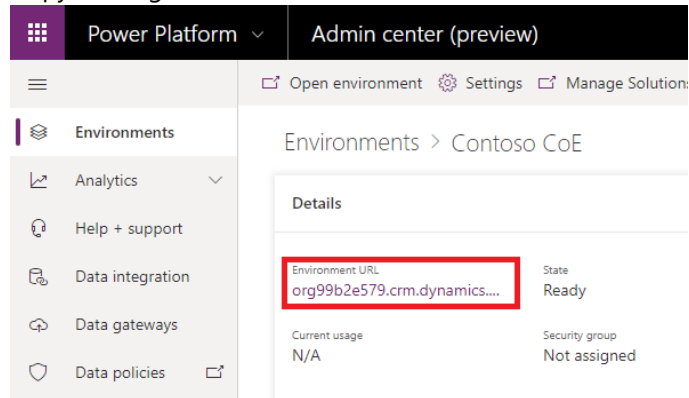 Power Platform
Admin center (preview)
Open environment Settings Manage Solutions
Environments
Analytics
Help + support
Data integration
Data gateways
Data policies
Environments > Contoso CoE
Details
Environment URL
org99b2e579.crm.dynamics....
State
Ready
Current usage
N/A
Security group
Not assigned